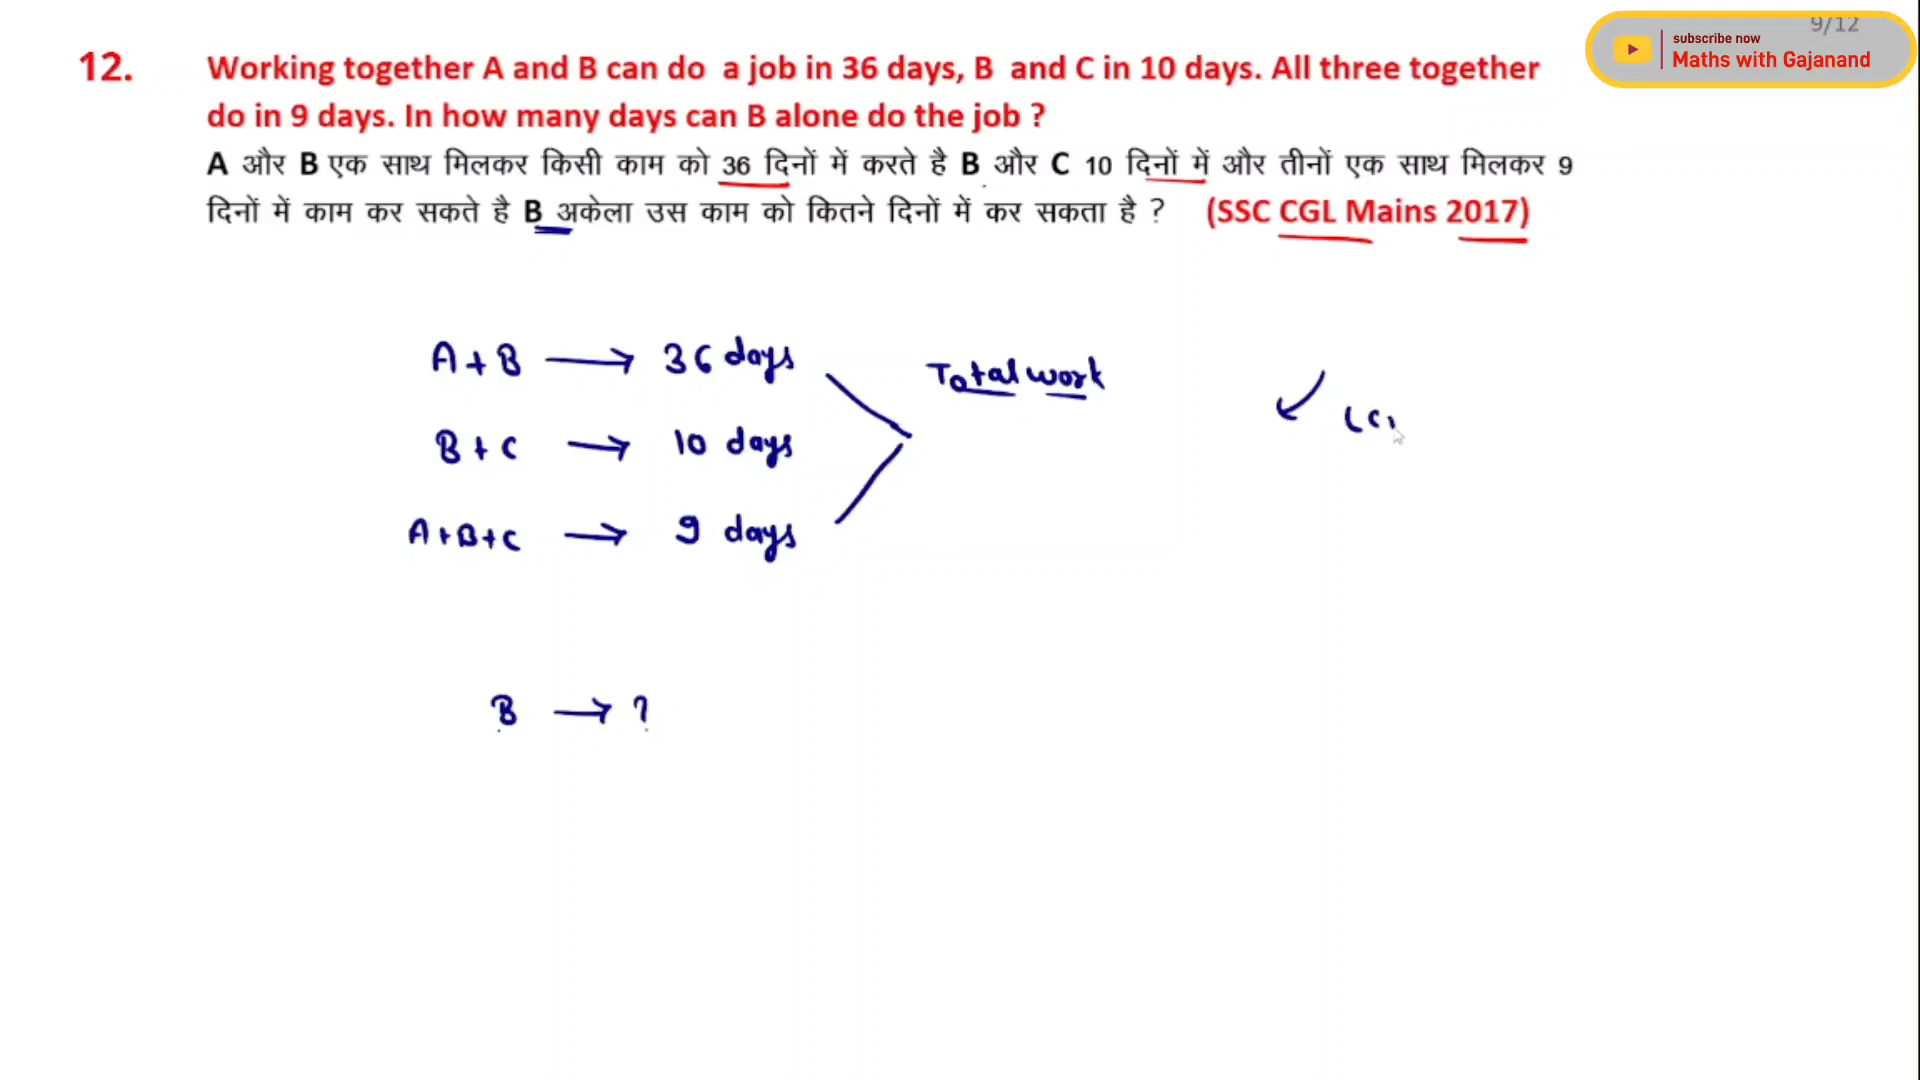 9/12
subscribe now
Maths with Gajanand
12. Working together A and B can do a job in 36 days, B and C in 10 days. All three together
do in 9 days. In how many days can B alone do the job ?
A और B एक साथ मिलकर किसी काम को 36 दिनों में करते है B और C 10 दिनों में और तीनों एक साथ मिलकर 9
दिनों में काम कर सकते है B अकेला उस काम को कितने दिनों में कर सकता है ? (SSC CGL Mains 2017)
A+B → 36 days
Total work
B+C → 10 days
A+B+C → 9 days
B → ?